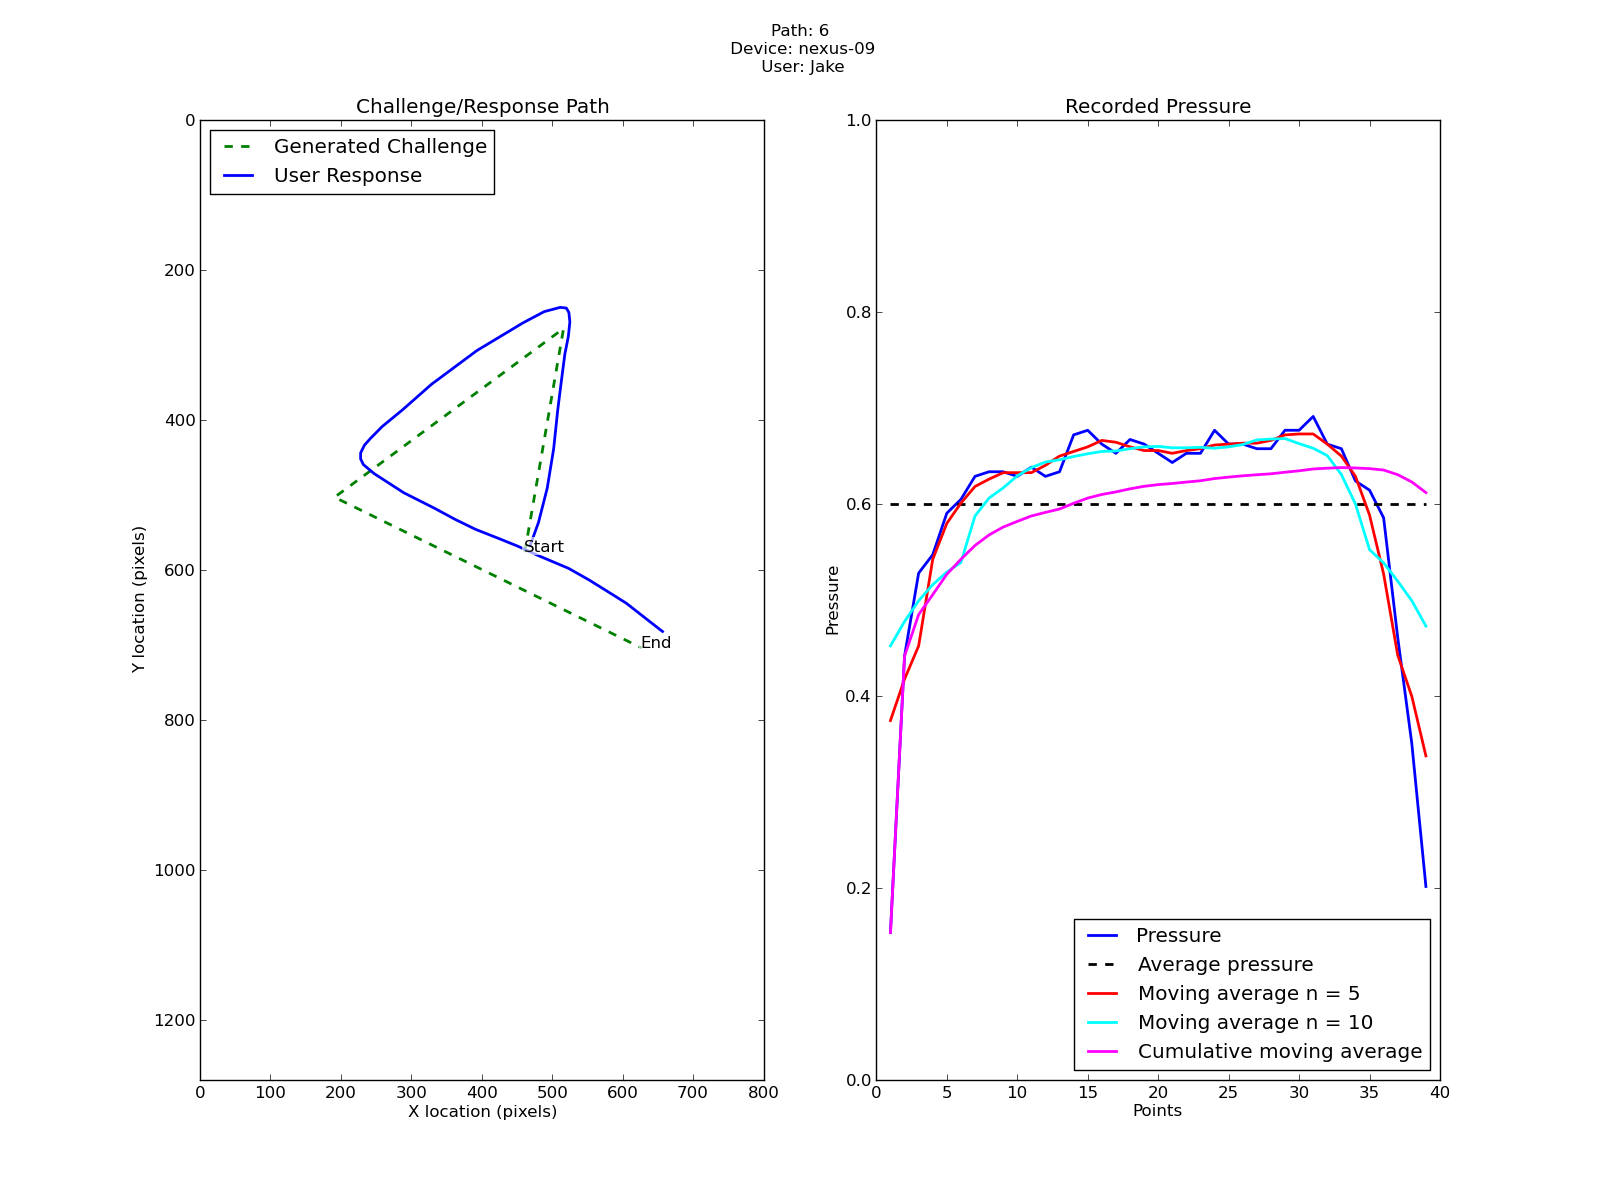 Path: 6
Device: nexus-09
User: Jake
Challenge/Response Path
Generated Challenge
User Response
0
200
400
600
800
1000
1200
Y location (pixels)
Start
End
0 100 200 300 400 500 600 700 800
X location (pixels)
Recorded Pressure
1.0
0.8
0.6
0.4
0.2
0.0
Pressure
Pressure
Average pressure
Moving average n = 5
Moving average n = 10
Cumulative moving average
0 5 10 15 20 25 30 35 40
Points